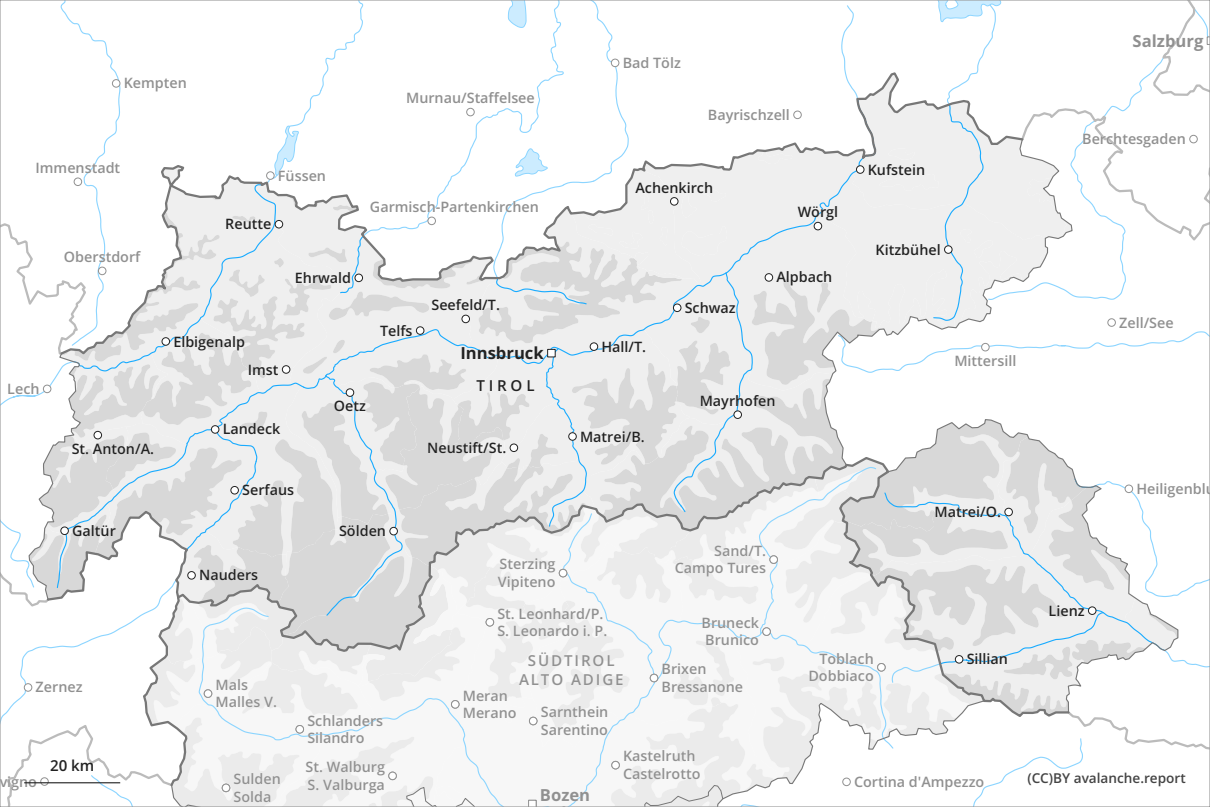 Salzburg
Bad Tölz
Kempten
Murnau/Staffelsee
Bayrischzell
Berchtesgaden
Immenstadt
Füssen
Kufstein
Achenkirch
Garmisch-Partenkirchen
Wörgl
Reutte
Kitzbühel
Oberstdorf
Ehrwald
Alpbach
Seefeld/T.
Schwaz
Zell/See
Telfs
Elbigenalp
Innsbruck
Hall/T.
Mittersill
Imst
TIROL
Lech
Oetz
Mayrhofen
Landeck
Matrei/B.
St. Anton/A.
Neustift/St.
Serfaus
Heiligenblu
Matrei/O.
Galtür
Sölden
Sand/T.
Campo Tures
Sterzing
Vipiteno
Nauders
Lienz
St. Leonhard/P.
S. Leonardo i. P.
Bruneck
Brunico
SÜDTIROL
ALTO ADIGE
Sillian
Toblach
Dobbiaco
Brixen
Bressanone
Zernez
Mals
Malles V.
Meran
Merano
Sarnthein
Sarentino
Schlanders
Silandro
Kastelruth
Castelrotto
St. Walburg
S. Valburga
20 km
vigno
Sulden
Solda
Cortina d'Ampezzo
(CC)BY avalanche.report
Bozen